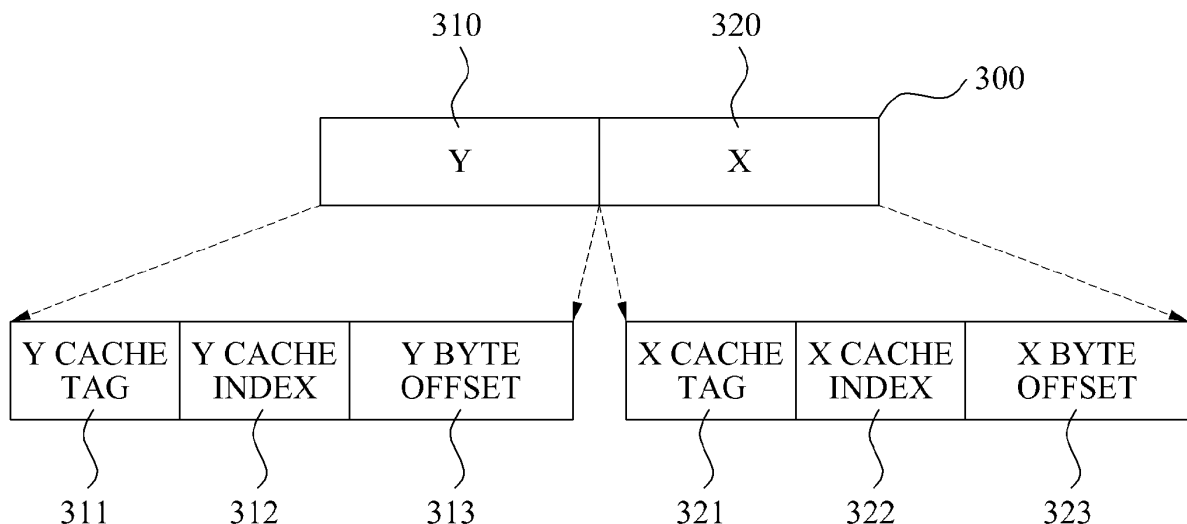 310 320
300
Y X
Y CACHE TAG Y CACHE INDEX Y BYTE OFFSET X CACHE TAG X CACHE INDEX X BYTE OFFSET
311 312 313 321 322 323